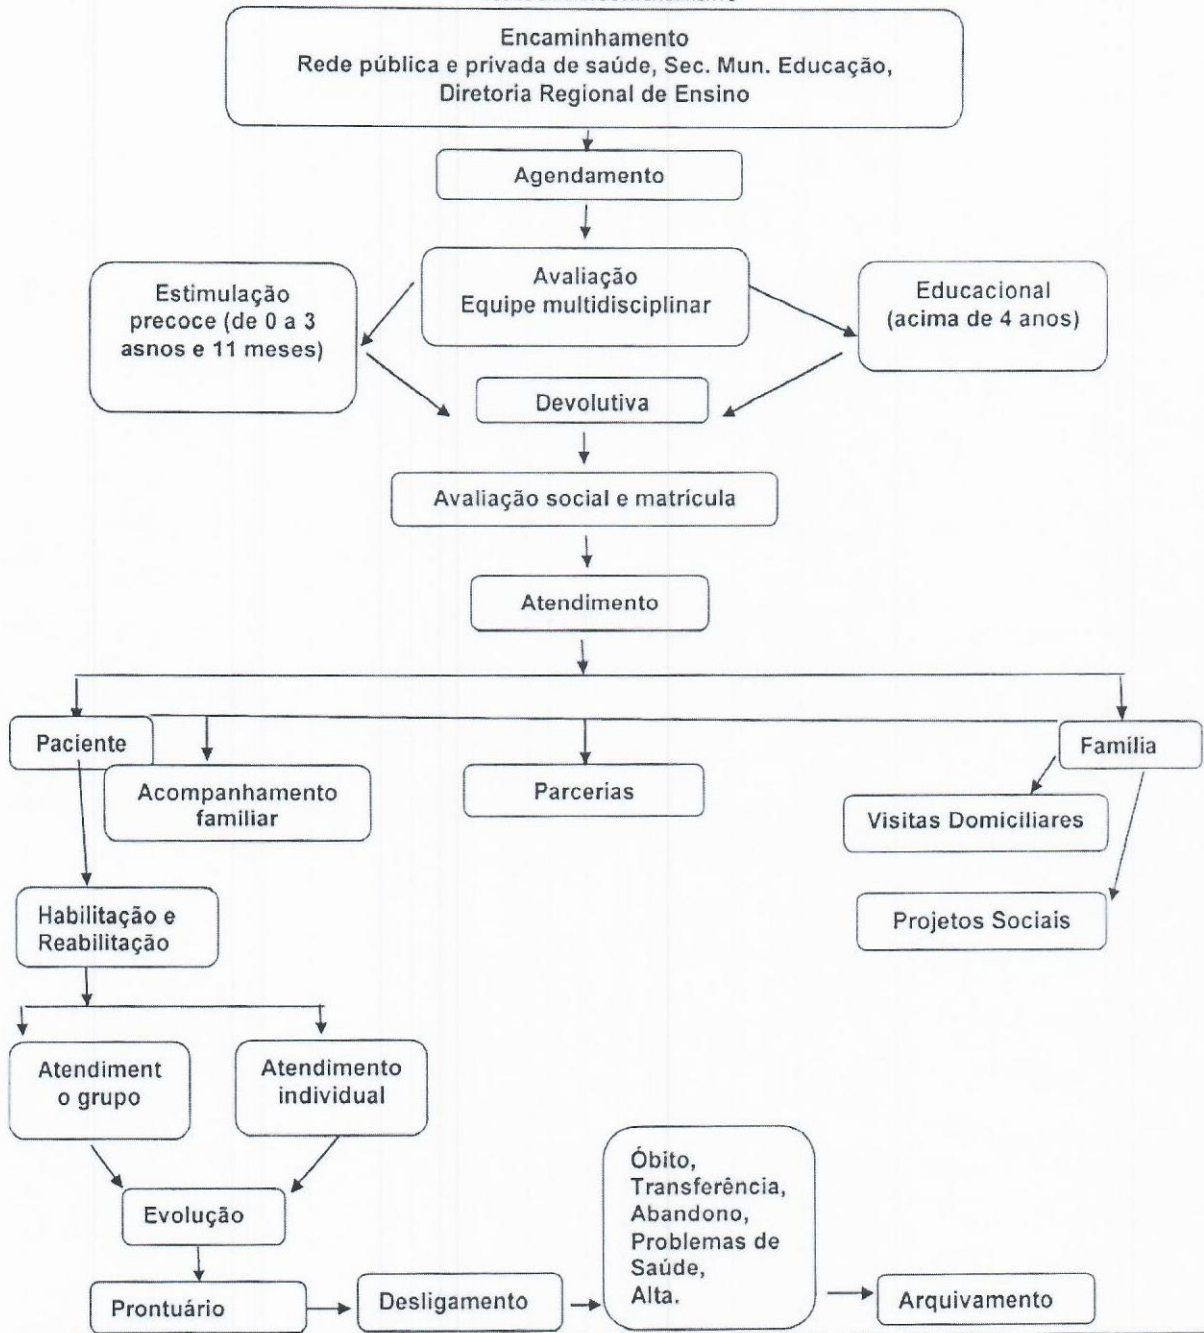 Encaminhamento
Rede pública e privada de saúde, Sec. Mun. Educação,
Diretoria Regional de Ensino
Agendamento
Avaliação
Equipe multidisciplinar
Estimulação
precoce (de 0 a 3
asnos e 11 meses)
Educacional
(acima de 4 anos)
Devolutiva
Avaliação social e matrícula
Atendimento
Paciente
Família
Acompanhamento
familiar
Parcerias
Visitas Domiciliares
Habilitação e
Reabilitação
Projetos Sociais
Atendiment
o grupo
Atendimento
individual
Evolução
Óbito,
Transferência,
Abandono,
Problemas de
Saúde,
Alta.
Prontuário
Desligamento
Arquivamento